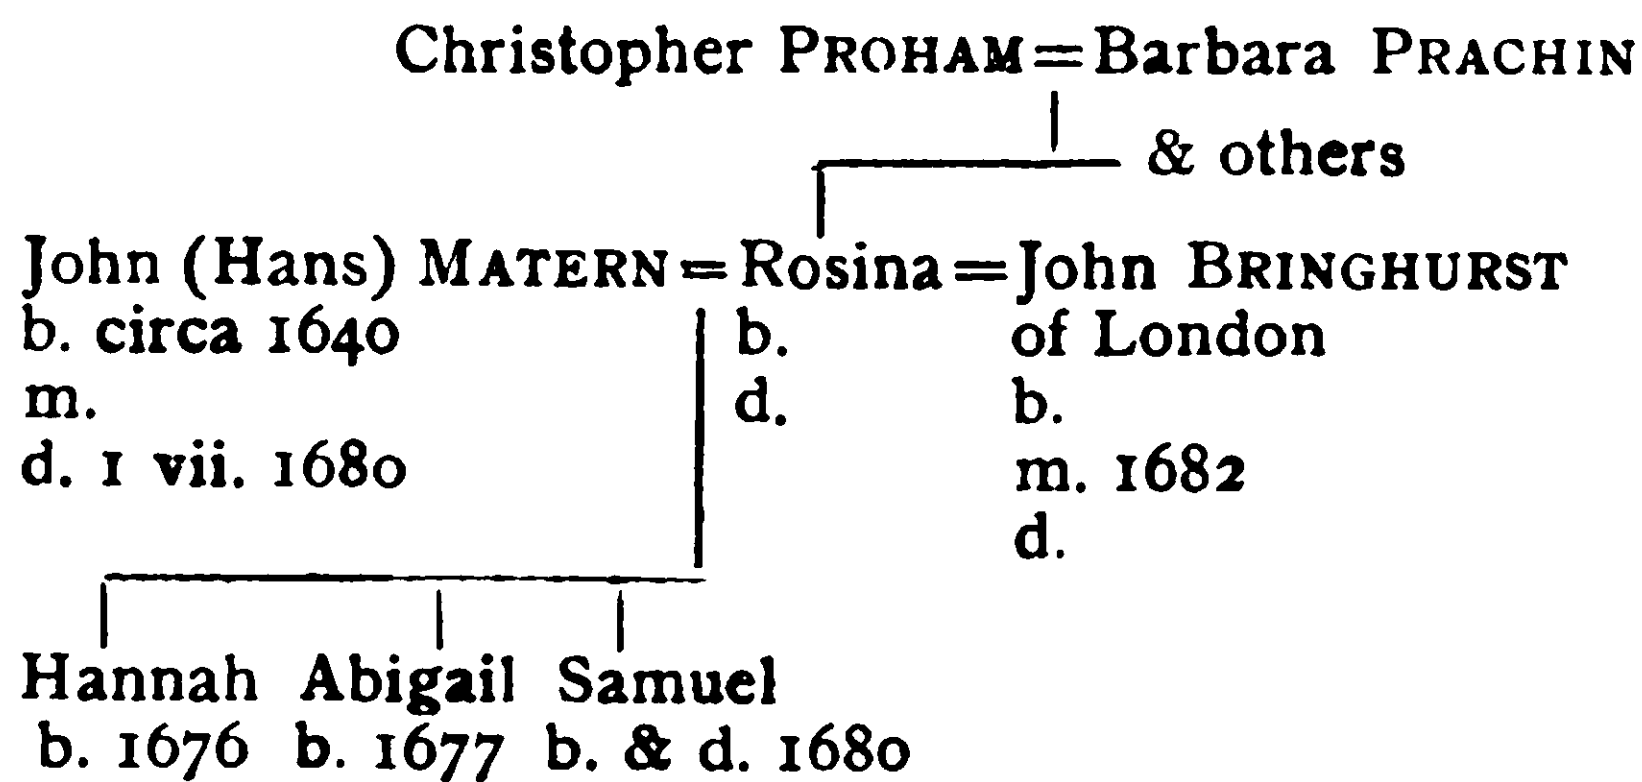 Christopher PROHAM=Barbara PRACHIN
& others
John (Hans) MATERN=Rosina=John BRINGHURST
b. circa 1640 b. of London
m. d. b.
d. 1 vii. 1680 m. 1682
d.
Hannah Abigail Samuel
b. 1676 b. 1677 b. & d. 1680